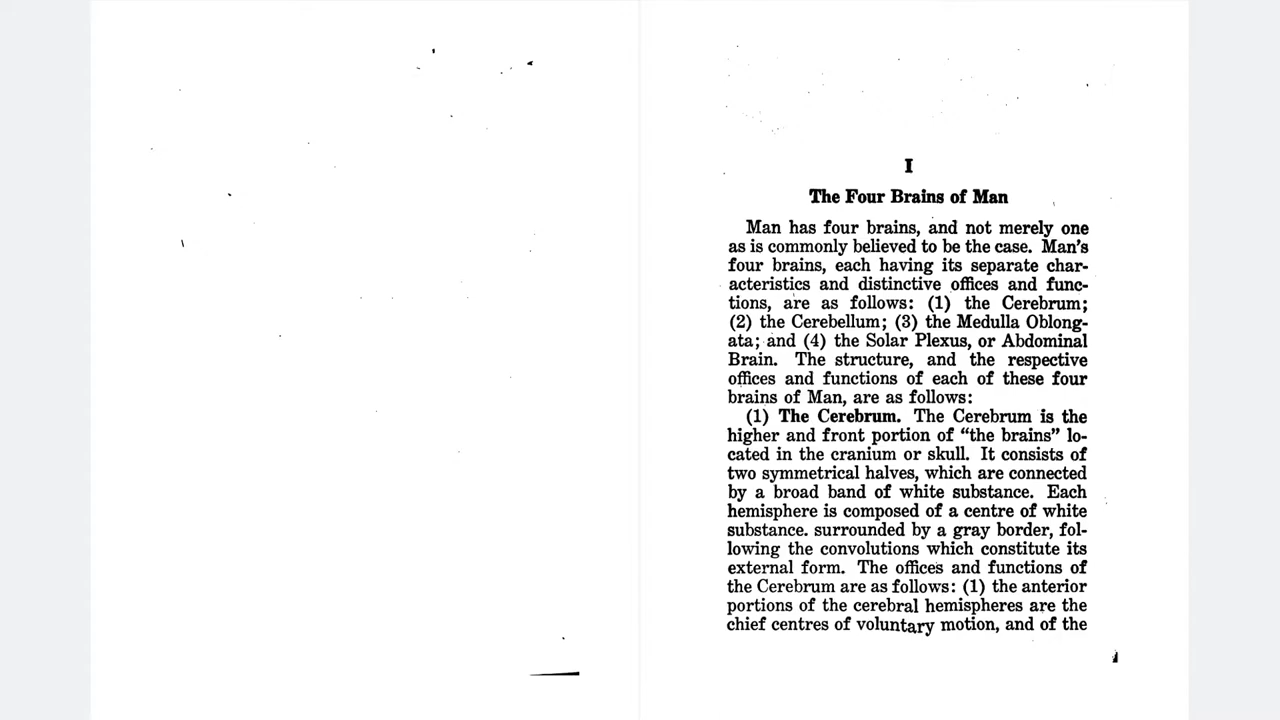 I
The Four Brains of Man
Man has four brains, and not merely one
as is commonly believed to be the case. Man's
four brains, each having its separate char-
acteristics and distinctive offices and func-
tions, are as follows: (1) the Cerebrum;
(2) the Cerebellum; (3) the Medulla Oblong-
ata; and (4) the Solar Plexus, or Abdominal
Brain. The structure, and the respective
offices and functions of each of these four
brains of Man, are as follows:
(1) The Cerebrum. The Cerebrum is the
higher and front portion of "the brains" lo-
cated in the cranium or skull. It consists of
two symmetrical halves, which are connected
by a broad band of white substance. Each
hemisphere is composed of a centre of white
substance. surrounded by a gray border, fol-
lowing the convolutions which constitute its
external form. The offices and functions of
the Cerebrum are as follows: (1) the anterior
portions of the cerebral hemispheres are the
chief centres of voluntary motion, and of the